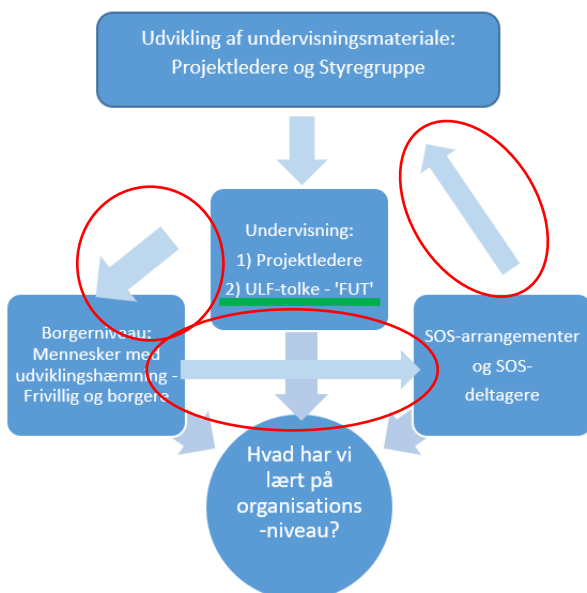 Udvikling af undervisningsmateriale:
Projektledere og Styregruppe
Undervisning:
1) Projektledere
2) ULF-tolke - 'FUT'
Borgerniveau:
Mennesker med
udviklingshæmning -
Frivillig og borgere
SOS-arrangementer
og SOS-
deltagere
Hvad har vi
lært på
organisations
-niveau?